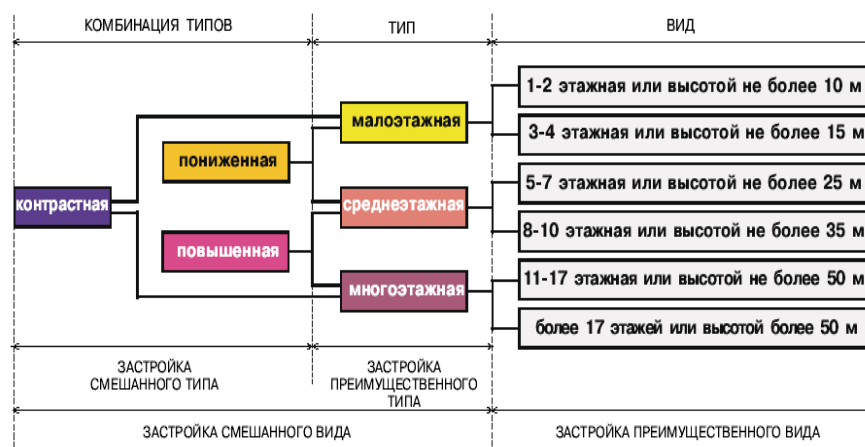 КОМБИНАЦИЯ ТИПОВ
ТИП
ВИД
1-2 этажная или высотой не более 10 м
малоэтажная
3-4 этажная или высотой не более 15 м
пониженная
5-7 этажная или высотой не более 25 м
контрастная
среднеэтажная
8-10 этажная или высотой не более 35 м
повышенная
11-17 этажная или высотой не более 50 м
многоэтажная
более 17 этажей или высотой более 50 м
ЗАСТРОЙКА
СМЕШАННОГО ТИПА
ЗАСТРОЙКА
ПРЕИМУЩЕСТВЕННОГО
ТИПА
ЗАСТРОЙКА СМЕШАННОГО ВИДА
ЗАСТРОЙКА ПРЕИМУЩЕСТВЕННОГО ВИДА